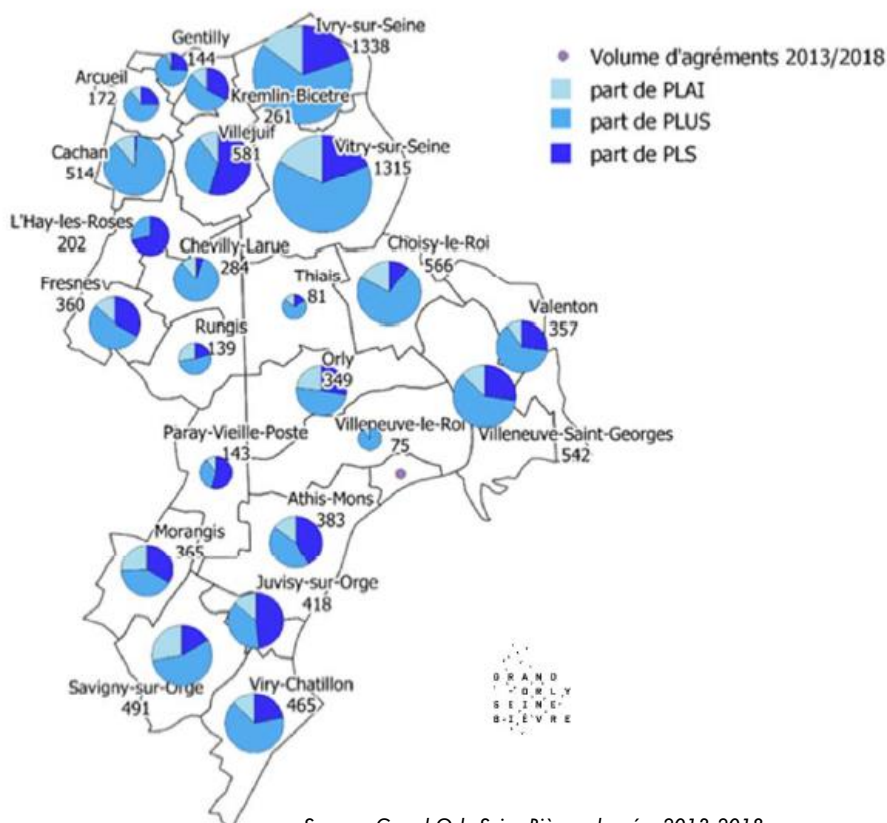 Ivry-sur-Seine
1338
Gentilly
144
Arcueil
172
Kremlin-Bicetre
261
Villejuif
581
Vitry-sur-Seine
1315
Cachan
514
L'Hay-les-Roses
202
Chevilly-Larue
284
Choisy-le-Roi
566
Thiais
81
Fresnes
360
Rungis
139
Valenton
357
Orly
349
Villeneuve-le-Roi
75
Villeneuve-Saint-Georges
542
Paray-Vieille-Poste
143
Athis-Mons
383
Morangis
365
Juvisy-sur-Orge
418
Savigny-sur-Orge
491
Viry-Chatillon
465
Volume d'agréments 2013/2018
part de PLAI
part de PLUS
part de PLS
GRAND
ORLY
SEINE
BIÈVRE